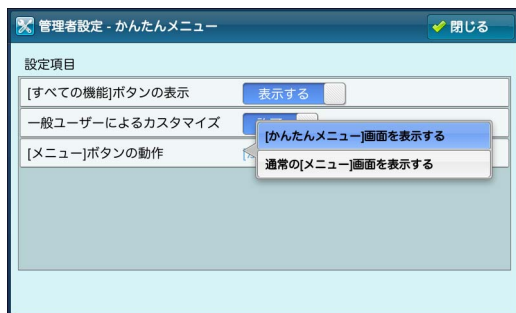 管理者設定 - かんたんメニュー
閉じる
設定項目
[すべての機能]ボタンの表示
表示する
一般ユーザーによるカスタマイズ
[かんたんメニュー]画面を表示する
[メニュー]ボタンの動作
通常の[メニュー]画面を表示する